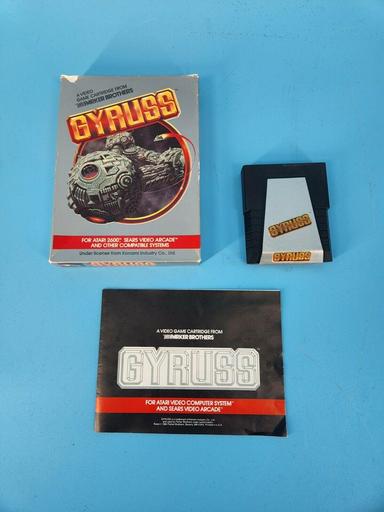 A VIDEO
GAME CARTRIDGE FROM
PARKER BROTHERS
GYRUSS™
FOR ATARI 2600™, SEARS VIDEO ARCADE™
AND OTHER COMPATIBLE SYSTEMS
Under license from Konami Industry Co., Ltd.
GYRUSS
GYRUSS
GYRUSS
A VIDEO GAME CARTRIDGE FROM
PARKER BROTHERS
GYRUSS™
FOR ATARI VIDEO COMPUTER SYSTEM™
AND SEARS VIDEO ARCADE™